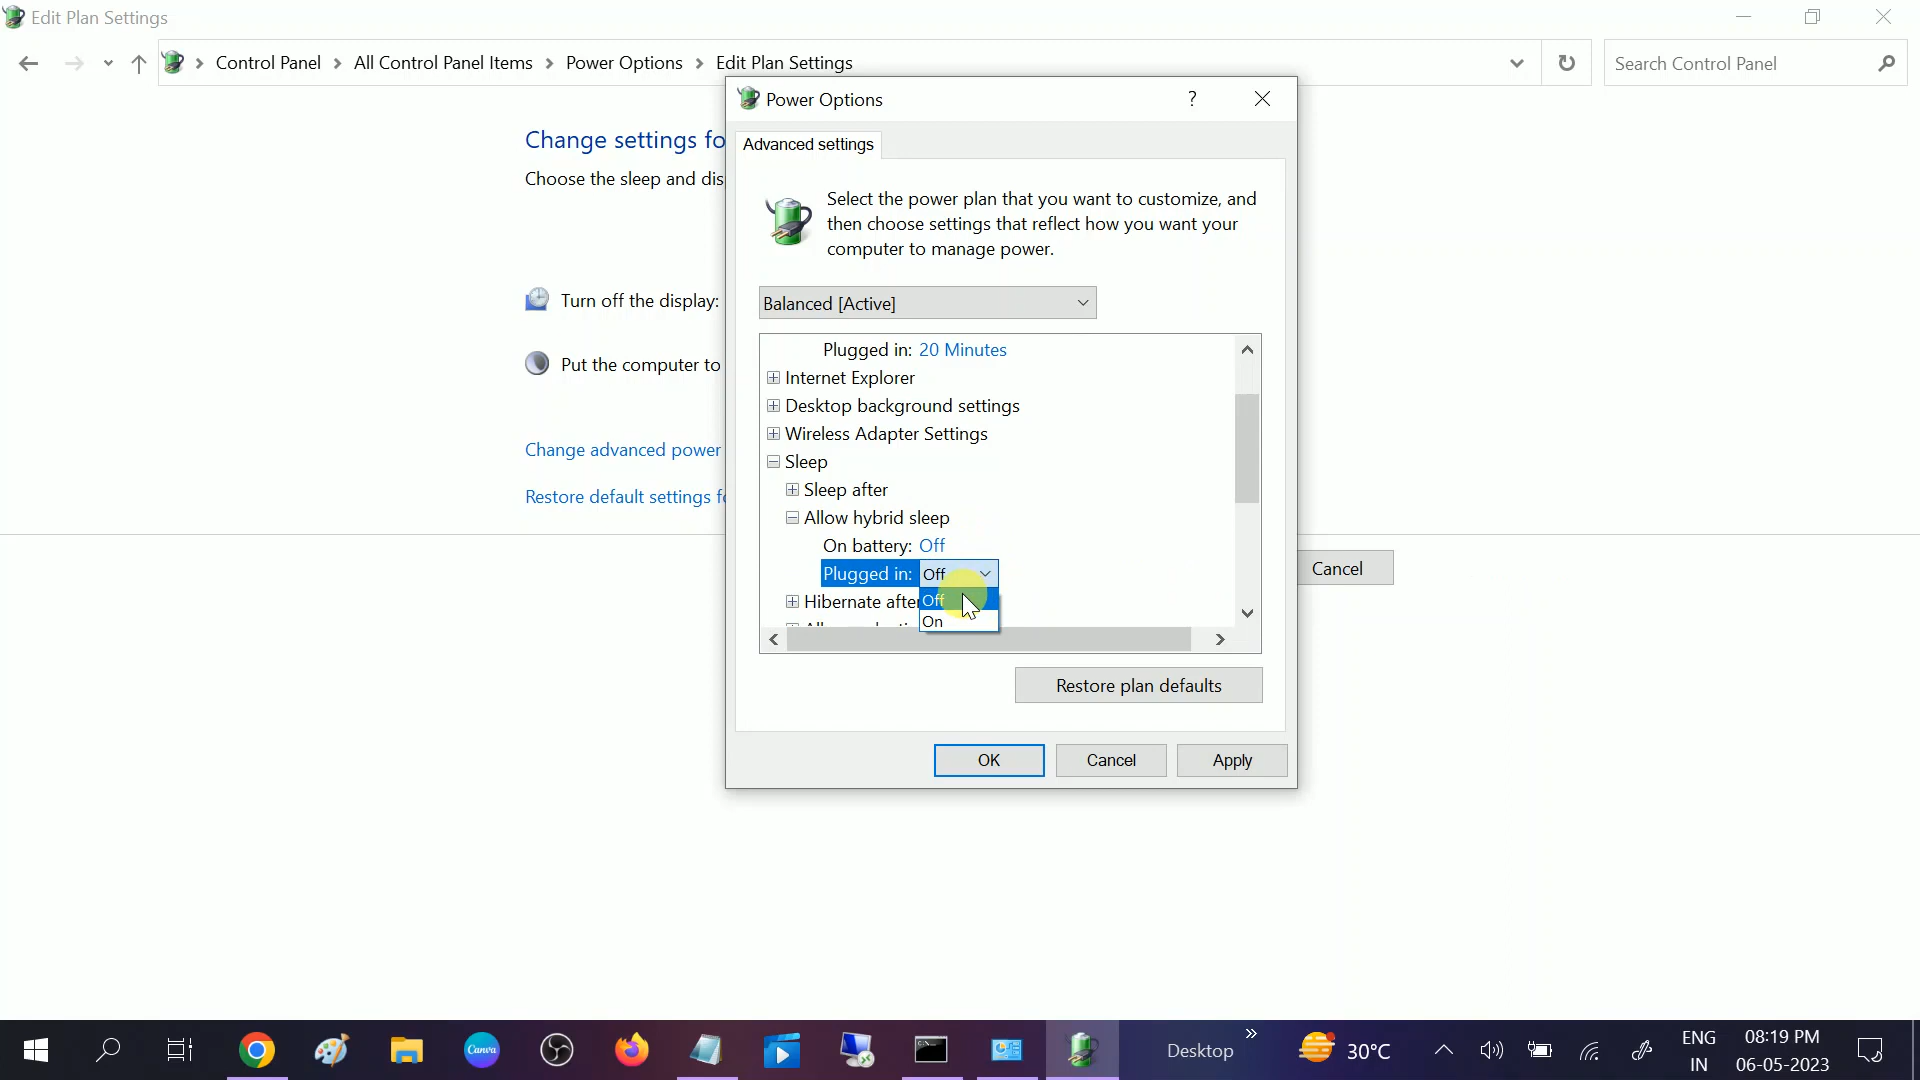 Edit Plan Settings
Control Panel > All Control Panel Items > Power Options > Edit Plan Settings
Search Control Panel
Change settings fo
Choose the sleep and dis
Turn off the display:
Put the computer to
Change advanced power
Restore default settings f
Cancel
Power Options
?
Advanced settings
Select the power plan that you want to customize, and
then choose settings that reflect how you want your
computer to manage power.
Balanced [Active]
Plugged in: 20 Minutes
Internet Explorer
Desktop background settings
Wireless Adapter Settings
Sleep
Sleep after
Allow hybrid sleep
On battery: Off
Plugged in: Off
Hibernate after
Off
On
Restore plan defaults
OK
Cancel
Apply
Canva
Desktop
30°C
ENG
IN
08:19 PM
06-05-2023